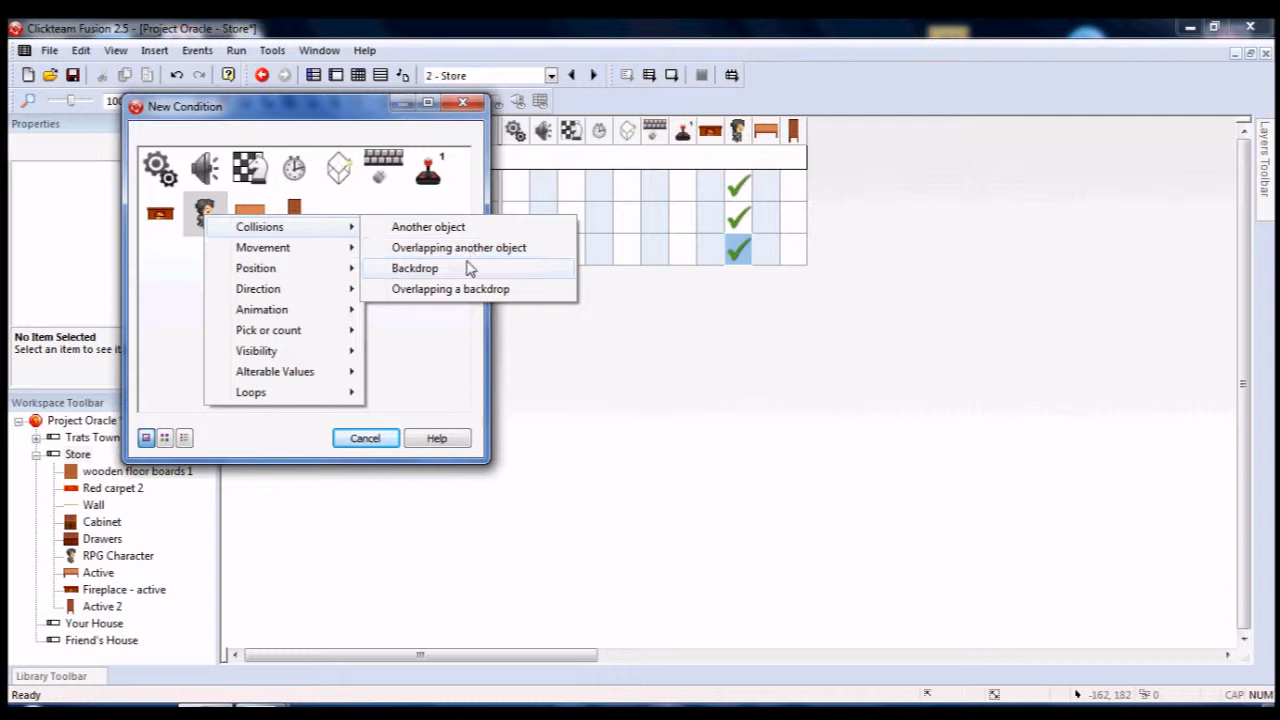 Clickteam Fusion 2.5 - [Project Oracle - Store*]
File Edit View Insert Events Run Tools Window Help
2 - Store
100
Properties
New Condition
1
1
Layers Toolbar
Collisions
Movement
Position
Direction
Animation
Pick or count
Visibility
Alterable Values
Loops
Another object
Overlapping another object
Backdrop
Overlapping a backdrop
No Item Selected
Select an item to see it
Cancel Help
Workspace Toolbar
Project Oracle
Trats Town
Store
wooden floor boards 1
Red carpet 2
Wall
Cabinet
Drawers
RPG Character
Active
Fireplace - active
Active 2
Your House
Friend's House
Library Toolbar
Ready
-162, 182 0 CAP NUM